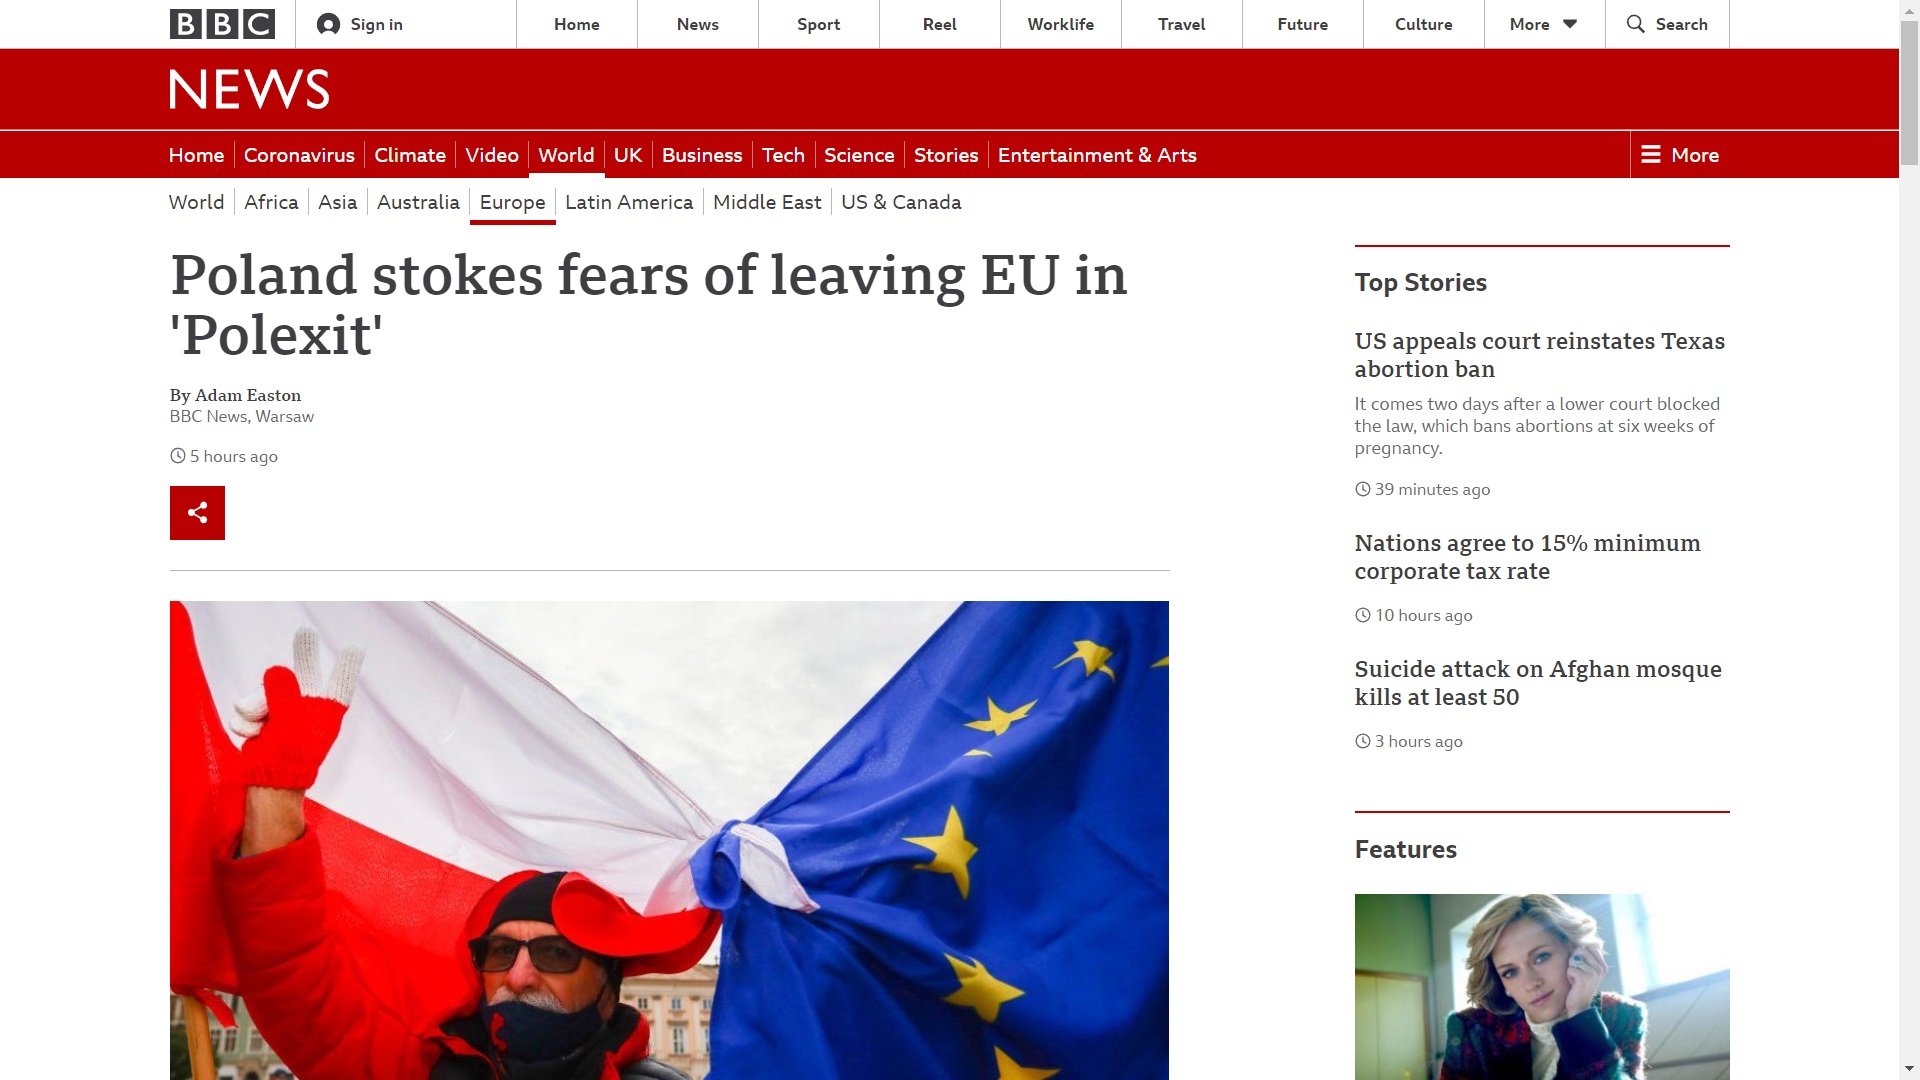 BBC
Sign in
Home
News
Sport
Reel
Worklife
Travel
Future
Culture
More
Search
NEWS
Home
Coronavirus
Climate
Video
World
UK
Business
Tech
Science
Stories
Entertainment & Arts
More
World
Africa
Asia
Australia
Europe
Latin America
Middle East
US & Canada
Poland stokes fears of leaving EU in
'Polexit'
By Adam Easton
BBC News, Warsaw
5 hours ago
Top Stories
US appeals court reinstates Texas
abortion ban
It comes two days after a lower court blocked
the law, which bans abortions at six weeks of
pregnancy.
39 minutes ago
Nations agree to 15% minimum
corporate tax rate
10 hours ago
Suicide attack on Afghan mosque
kills at least 50
3 hours ago
Features